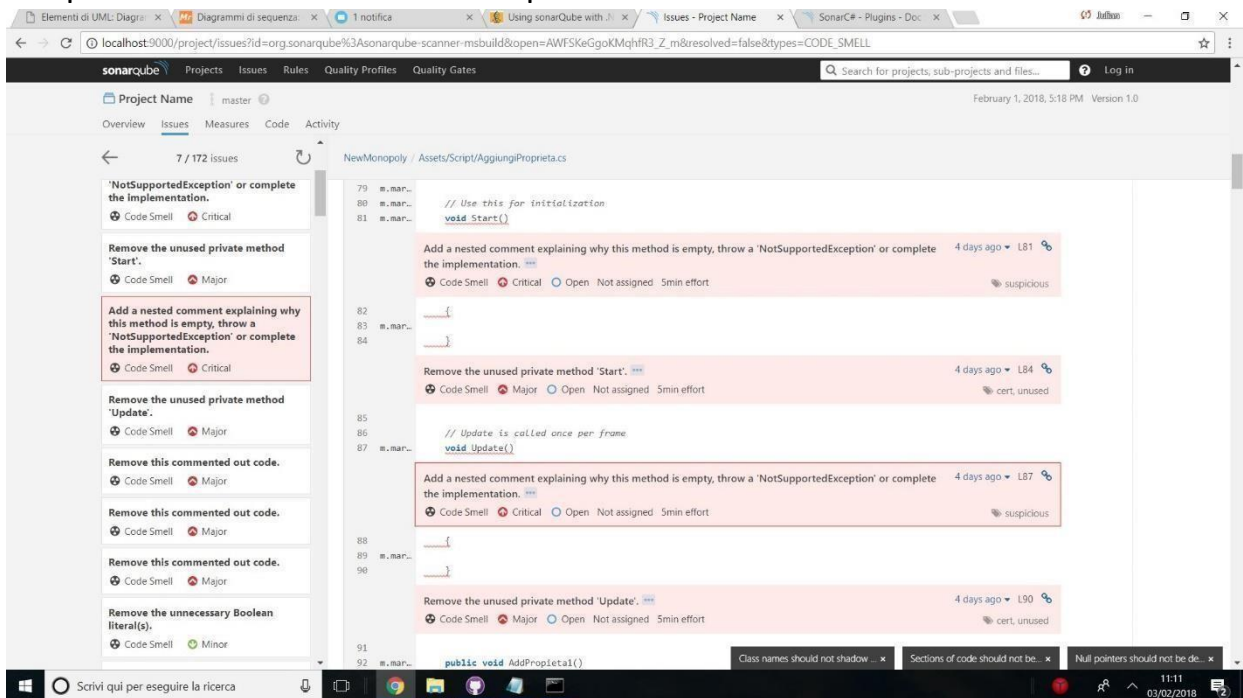 Elementi di UML: Diagra
Diagrammi di sequenza:
1 notifica
Using sonarQube with .N
Issues - Project Name
SonarC# - Plugins - Doc
localhost:9000/project/issues?id=org.sonarqube%3Asonarqube-scanner-msbuild&open=AWFSKeGgoKMqhfR3_Z_m&resolved=false&types=CODE_SMELL
sonarqube Projects Issues Rules Quality Profiles Quality Gates
Search for projects, sub-projects and files...
Log in
Project Name master
February 1, 2018, 5:18 PM Version 1.0
Overview Issues Measures Code Activity
7 / 172 issues
'NotSupportedException' or complete
the implementation.
Code Smell Critical
Remove the unused private method
'Start'.
Code Smell Major
Add a nested comment explaining why
this method is empty, throw a
'NotSupportedException' or complete
the implementation.
Code Smell Critical
Remove the unused private method
'Update'.
Code Smell Major
Remove this commented out code.
Code Smell Major
Remove this commented out code.
Code Smell Major
Remove this commented out code.
Code Smell Major
Remove the unnecessary Boolean
literal(s).
Code Smell Minor
NewMonopoly / Assets/Script/AggiungiProprieta.cs
79 m.mar…
80 m.mar… // Use this for initialization
81 m.mar… void Start()
Add a nested comment explaining why this method is empty, throw a 'NotSupportedException' or complete
the implementation.
4 days ago L81
Code Smell Critical Open Not assigned 5min effort
suspicious
82 {
83 m.mar…
84 }
Remove the unused private method 'Start'.
4 days ago L84
Code Smell Major Open Not assigned 5min effort
cert, unused
85
86 // Update is called once per frame
87 m.mar… void Update()
Add a nested comment explaining why this method is empty, throw a 'NotSupportedException' or complete
the implementation.
4 days ago L87
Code Smell Critical Open Not assigned 5min effort
suspicious
88 {
89 m.mar…
90 }
Remove the unused private method 'Update'.
4 days ago L90
Code Smell Major Open Not assigned 5min effort
cert, unused
91
92 m.mar… public void AddPropieta1()
Class names should not shadow ...
Sections of code should not be...
Null pointers should not be de...
Scrivi qui per eseguire la ricerca
11:11
03/02/2018